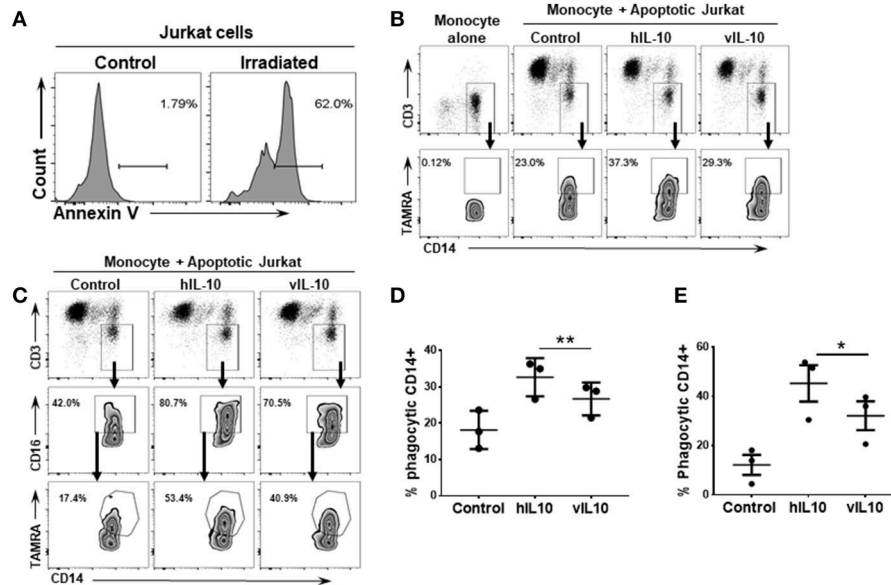 A
Jurkat cells
Control
Irradiated
1.79%
62.0%
Count
Annexin V
B
Monocyte + Apoptotic Jurkat
Monocyte alone
Control
hIL-10
vIL-10
CD3
0.12%
23.0%
37.3%
29.3%
TAMRA
CD14
C
Monocyte + Apoptotic Jurkat
Control
hIL-10
vIL-10
CD3
42.0%
80.7%
70.5%
CD16
17.4%
53.4%
40.9%
TAMRA
CD14
D
% phagocytic CD14+
40
30
20
10
0
**
Control
hIL10
vIL10
E
% Phagocytic CD14+
60
40
20
0
*
Control
hIL10
vIL10